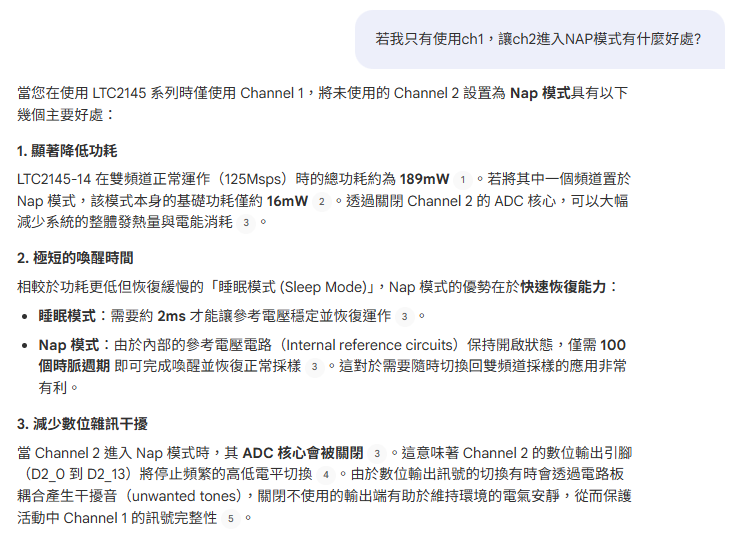 若我只有使用ch1，讓ch2進入NAP模式有什麼好處?
當您在使用 LTC2145 系列時僅使用 Channel 1，將未使用的 Channel 2 設置為 Nap 模式具有以下
幾個主要好處：
1. 顯著降低功耗
LTC2145-14 在雙頻道正常運作（125Msps）時的總功耗約為 189mW 1 。若將其中一個頻道置於
Nap 模式，該模式本身的基礎功耗僅約 16mW 2 。透過關閉 Channel 2 的 ADC 核心，可以大幅
減少系統的整體發熱量與電能消耗 3 。
2. 極短的喚醒時間
相較於功耗更低但恢復緩慢的「睡眠模式 (Sleep Mode)」，Nap 模式的優勢在於快速恢復能力：
• 睡眠模式：需要約 2ms 才能讓參考電壓穩定並恢復運作 3 。
• Nap 模式：由於內部的參考電壓電路（Internal reference circuits）保持開啟狀態，僅需 100
個時脈週期 即可完成喚醒並恢復正常採樣 3 。這對於需要隨時切換回雙頻道採樣的應用非常
有利。
3. 減少數位雜訊干擾
當 Channel 2 進入 Nap 模式時，其 ADC 核心會被關閉 3 。這意味著 Channel 2 的數位輸出引腳
（D2_0 到 D2_13）將停止頻繁的高低電平切換 4 。由於數位輸出訊號的切換有時會透過電路板
耦合產生干擾音（unwanted tones），關閉不使用的輸出端有助於維持環境的電氣安靜，從而保護
活動中 Channel 1 的訊號完整性 5 。